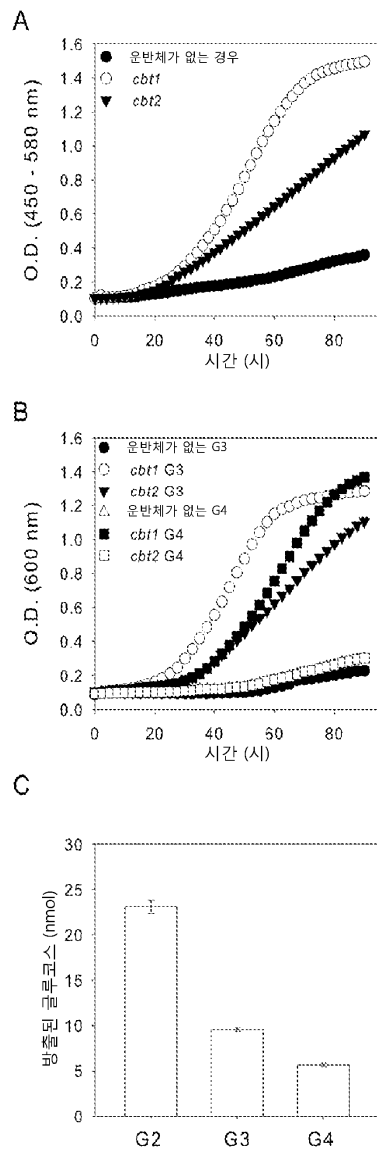 A
1.6
1.4
1.2
1.0
0.8
0.6
0.4
0.2
0.0
O.D. (450 - 580 nm)
운반체가 없는 경우
cbt1
cbt2
0 20 40 60 80
시간 (시)
B
1.6
1.4
1.2
1.0
0.8
0.6
0.4
0.2
0.0
O.D. (600 nm)
운반체가 없는 G3
cbt1 G3
cbt2 G3
운반체가 없는 G4
cbt1 G4
cbt2 G4
0 20 40 60 80
시간 (시)
C
30
25
20
15
10
5
0
방출된 글루코스 (nmol)
G2 G3 G4